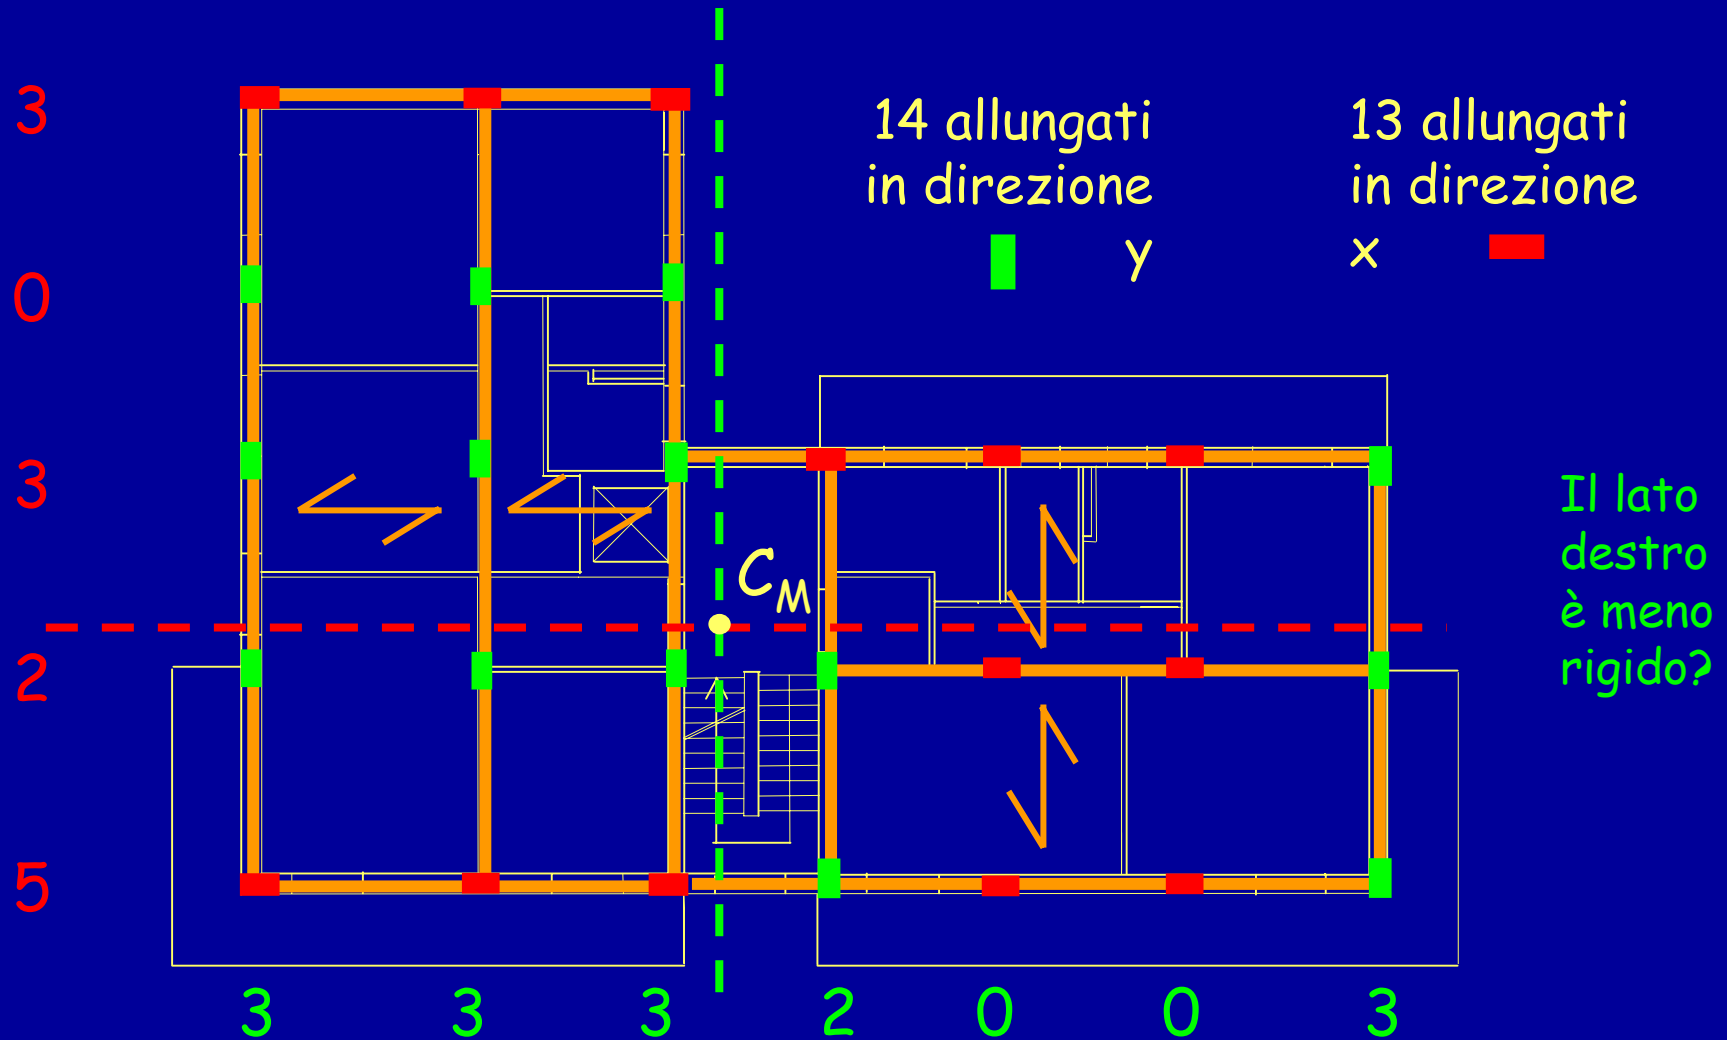 14 allungati
in direzione
y
13 allungati
in direzione
x
3
0
3
2
5
C_M
Il lato
destro
è meno
rigido?
3 3 3 2 0 0 3